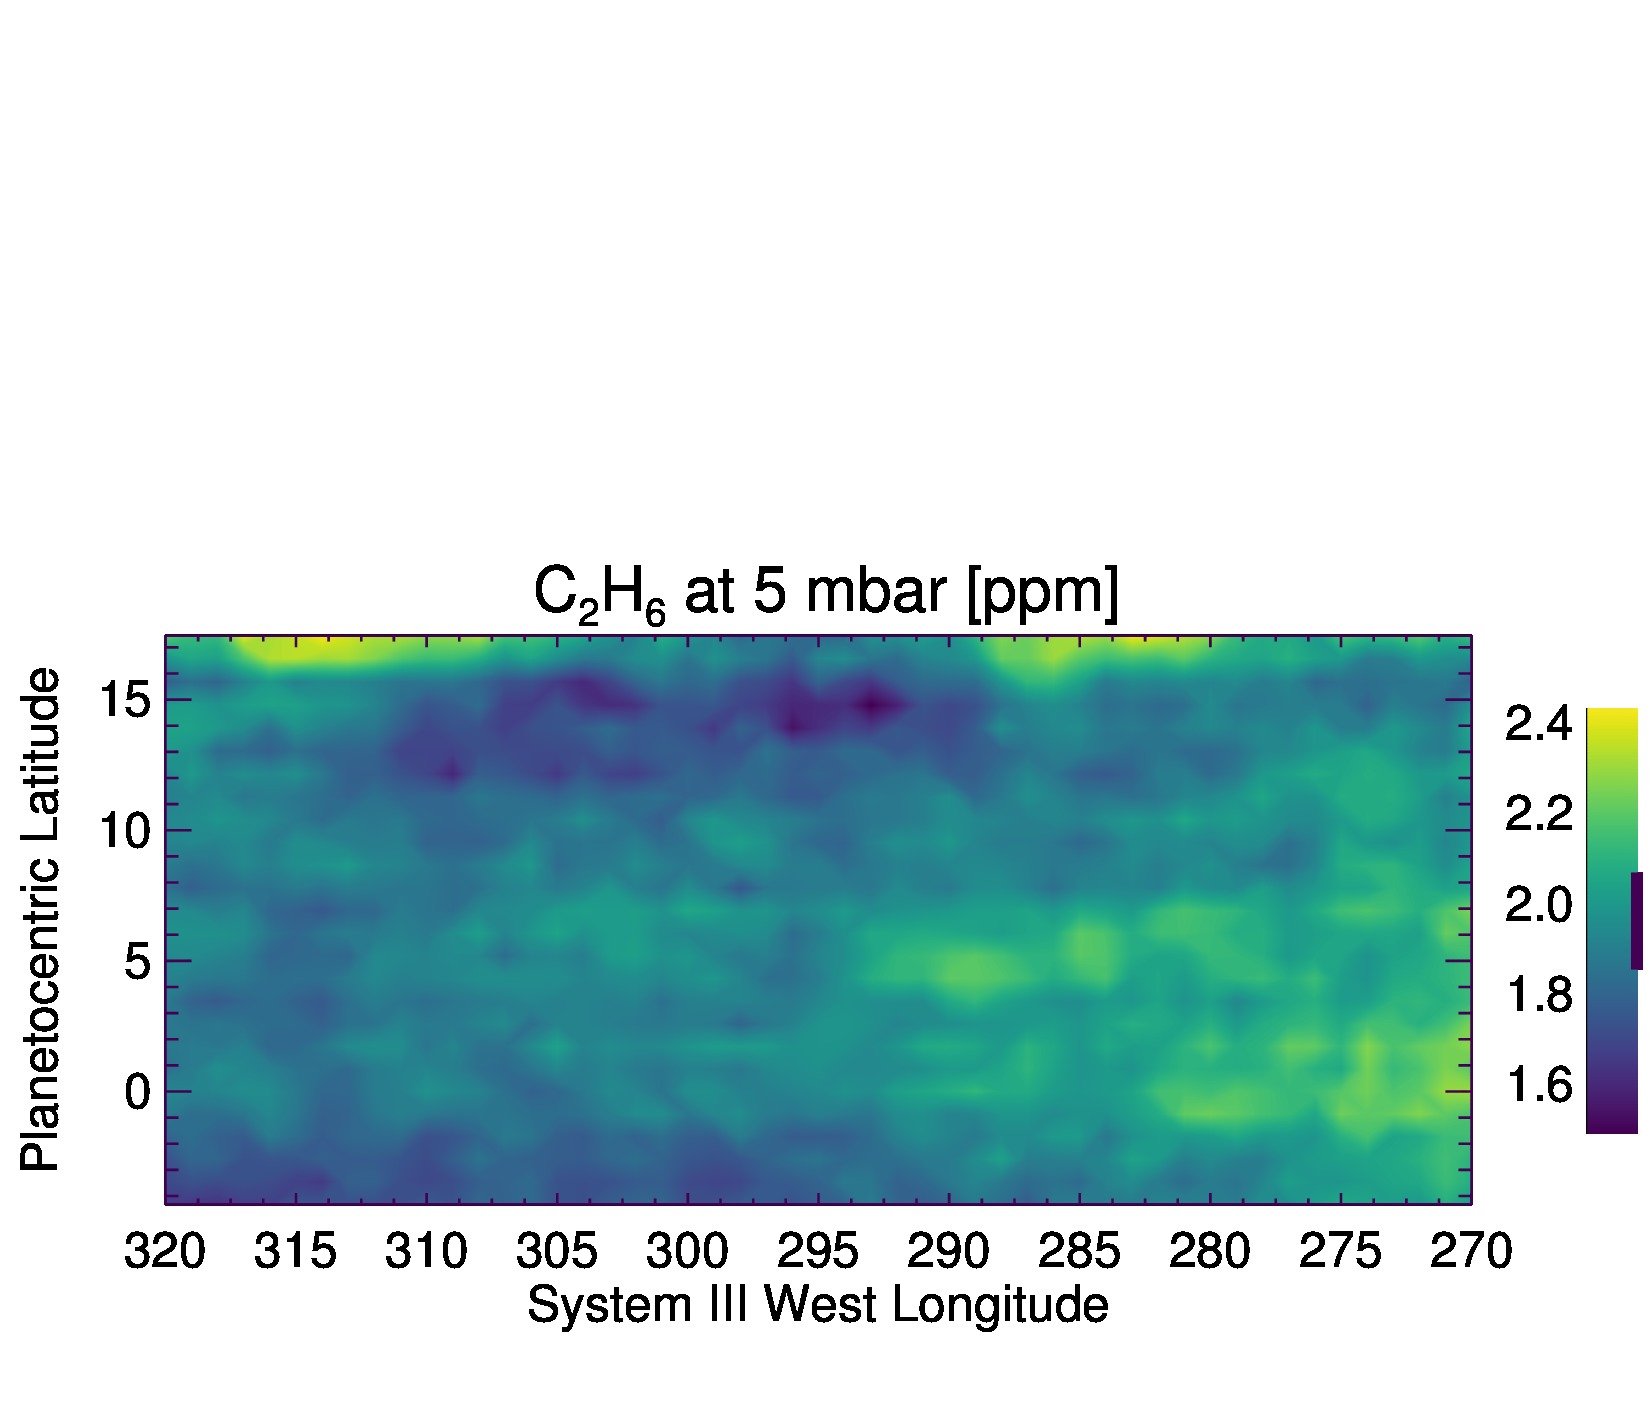 C₂H₆ at 5 mbar [ppm]
Planetocentric Latitude
15
10
5
0
320 315 310 305 300 295 290 285 280 275 270
System III West Longitude
2.4
2.2
2.0
1.8
1.6